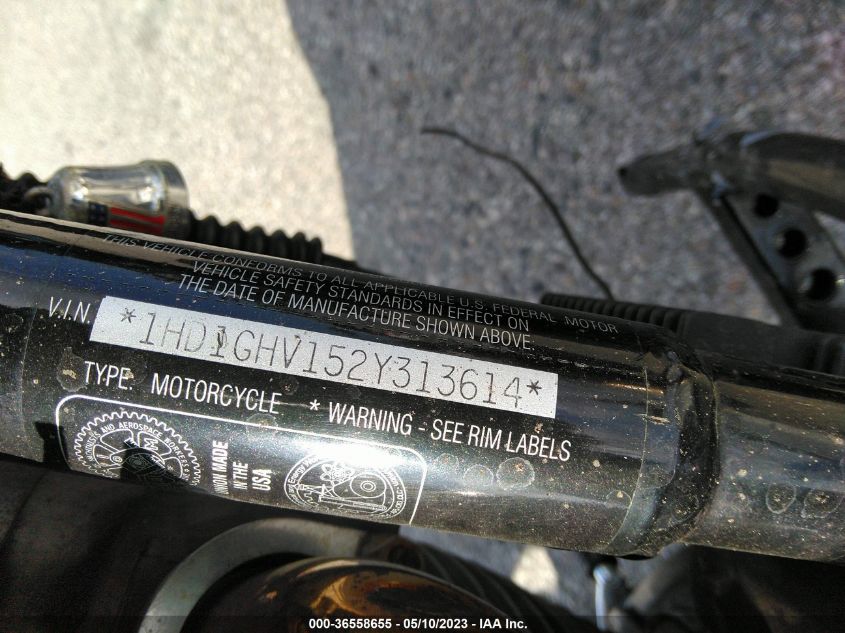 THIS VEHICLE CONFORMS TO ALL APPLICABLE U.S. FEDERAL MOTOR
VEHICLE SAFETY STANDARDS IN EFFECT ON
THE DATE OF MANUFACTURE SHOWN ABOVE.
V.I.N. *1HD1GHV152Y313614*
TYPE: MOTORCYCLE * WARNING - SEE RIM LABELS
AND AEROSPACE
UNION MADE
IN THE
USA
000-36558655 / 05/10/2023 / IAA Inc.